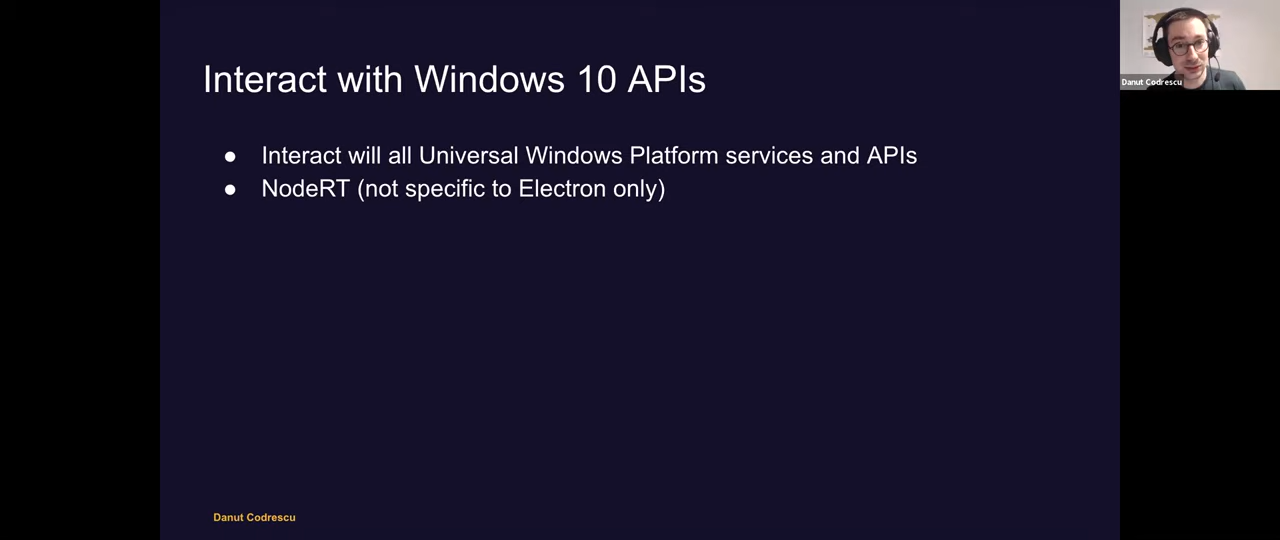 Interact with Windows 10 APIs
Danut Codrescu
● Interact will all Universal Windows Platform services and APIs
● NodeRT (not specific to Electron only)
Danut Codrescu